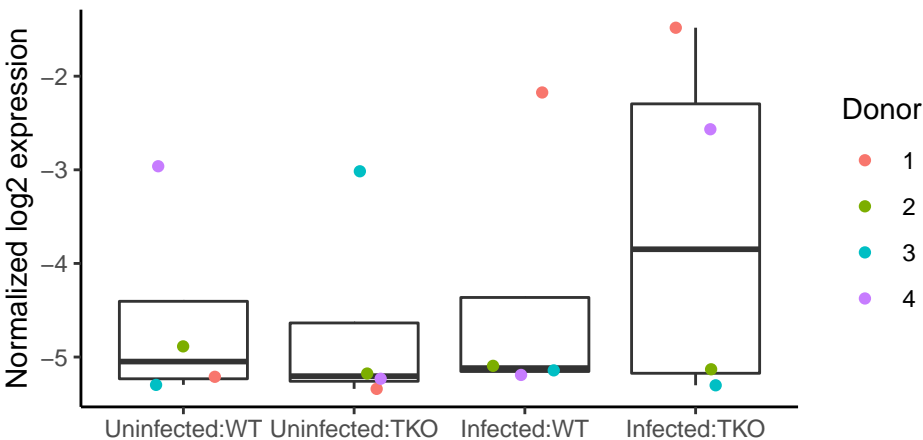 Normalized log2 expression
−2
−3
−4
−5
Uninfected:WT
Uninfected:TKO
Infected:WT
Infected:TKO
Donor
1
2
3
4